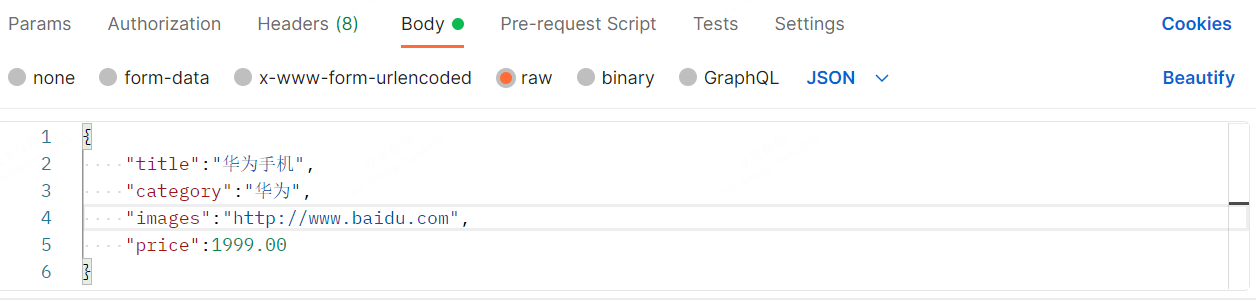 Params Authorization Headers (8) Body Pre-request Script Tests Settings Cookies
none form-data x-www-form-urlencoded raw binary GraphQL JSON Beautify
1 {
2 "title":"华为手机",
3 "category":"华为",
4 "images":"http://www.baidu.com",
5 "price":1999.00
6 }